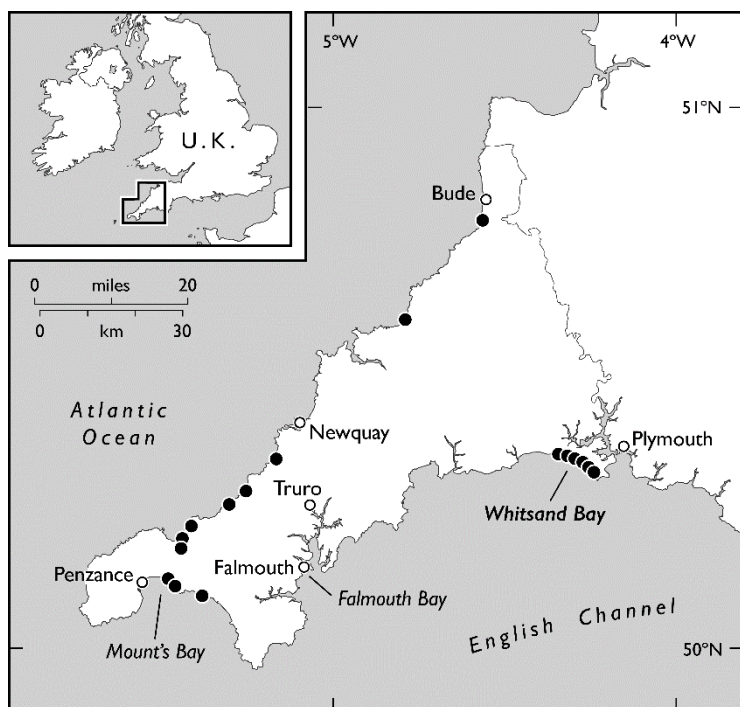 5°W
4°W
U.K.
51°N
Bude
0 miles 20
0 km 30
Atlantic
Ocean
Newquay
Plymouth
Truro
Whitsand Bay
Penzance
Falmouth
Falmouth Bay
English Channel
Mount's Bay
50°N